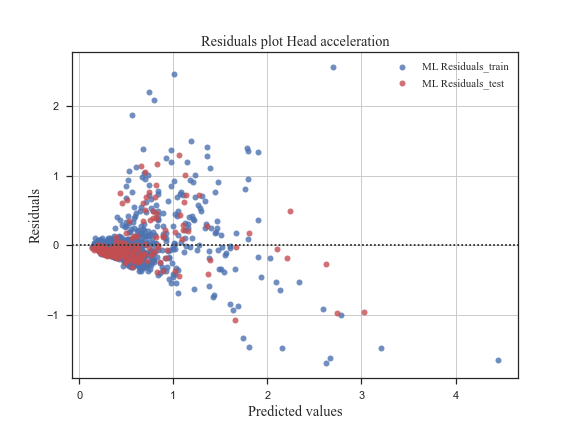 Residuals plot Head acceleration
ML Residuals_train
ML Residuals_test
Residuals
2
1
0
−1
0 1 2 3 4
Predicted values